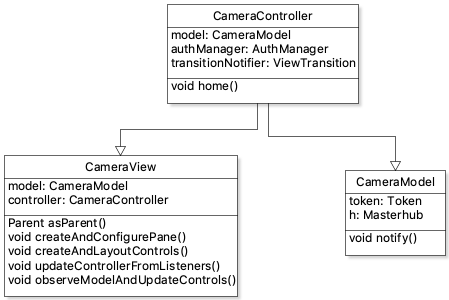 CameraController
model: CameraModel
authManager: AuthManager
transitionNotifier: ViewTransition
void home()
CameraView
model: CameraModel
controller: CameraController
Parent asParent()
void createAndConfigurePane()
void createAndLayoutControls()
void updateControllerFromListeners()
void observeModelAndUpdateControls()
CameraModel
token: Token
h: Masterhub
void notify()